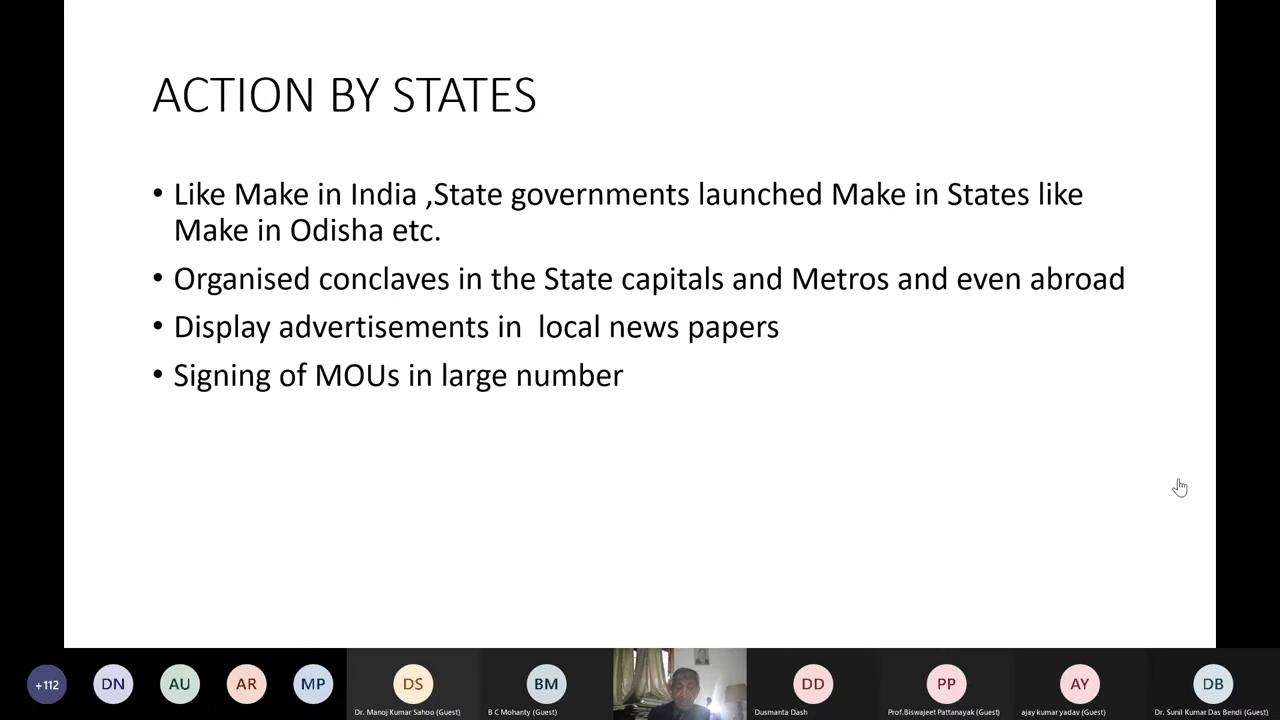 ACTION BY STATES
• Like Make in India ,State governments launched Make in States like
Make in Odisha etc.
• Organised conclaves in the State capitals and Metros and even abroad
• Display advertisements in  local news papers
• Signing of MOUs in large number
+112
DN
AU
AR
MP
DS
Dr. Manoj Kumar Sahoo (Guest)
BM
B C Mohanty (Guest)
DD
Dusmanta Dash
PP
Prof.Biswajeet Pattanayak (Guest)
AY
ajay kumar yadav (Guest)
DB
Dr. Sunil Kumar Das Bendi (Guest)